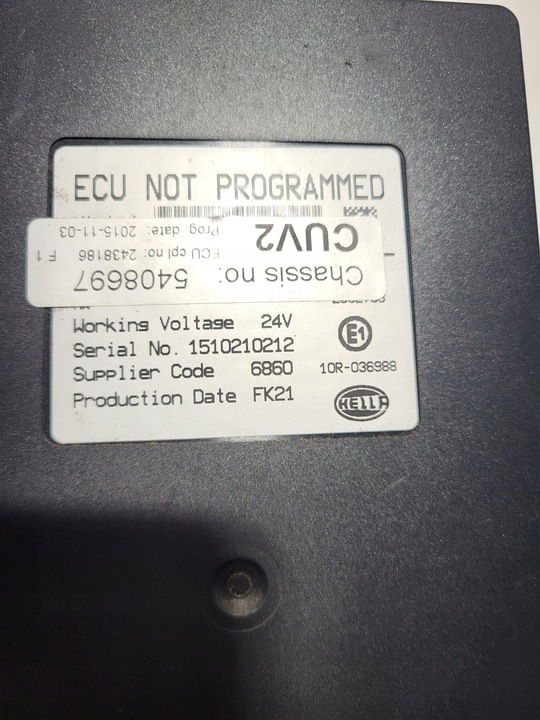 ECU NOT PROGRAMMED
Chassis no: 5408697
ECU cpl no: 2438186 F 1
Prog. date: 2015-11-03
CUV2
Working Voltage 24V
E1
Serial No. 1510210212
Supplier Code 6860
10R-036988
Production Date FK21
HELLA